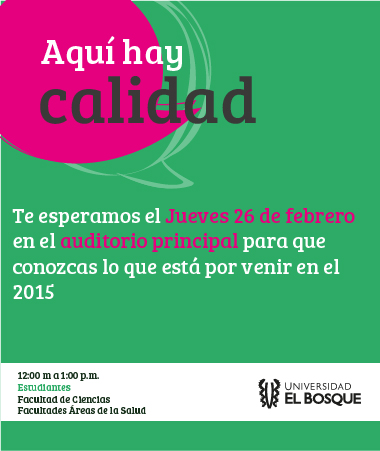 Aquí hay
calidad
Te esperamos el Jueves 26 de febrero
en el auditorio principal para que
conozcas lo que está por venir en el
2015
12:00 m a 1:00 p.m.
Estudiantes
Facultad de Ciencias
Facultades Áreas de la Salud
UNIVERSIDAD
EL BOSQUE